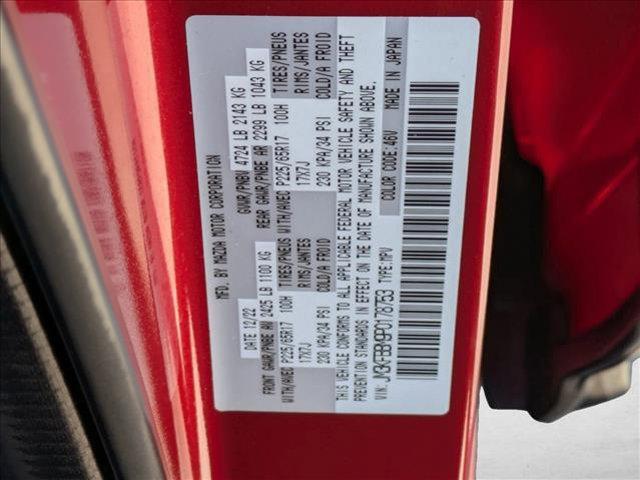 MFD. BY MAZDA MOTOR CORPORATION
DATE 12/22 GVWR/PNBV 4724 LB 2143 KG
FRONT GAWR/PNBE AV 2425 LB 1100 KG REAR GAWR/PNBE AR 2299 LB 1043 KG
WITH/AVEC P225/65R17 100H TIRES/PNEUS WITH/AVEC P225/65R17 100H TIRES/PNEUS
17X7J RIMS/JANTES 17X7J RIMS/JANTES
230 KPA/34 PSI COLD/A FROID 230 KPA/34 PSI COLD/A FROID
THIS VEHICLE CONFORMS TO ALL APPLICABLE FEDERAL MOTOR VEHICLE SAFETY AND THEFT
PREVENTION STANDARDS IN EFFECT ON THE DATE OF MANUFACTURE SHOWN ABOVE.
VIN: TYPE:MPV COLOR CODE:46V MADE IN JAPAN